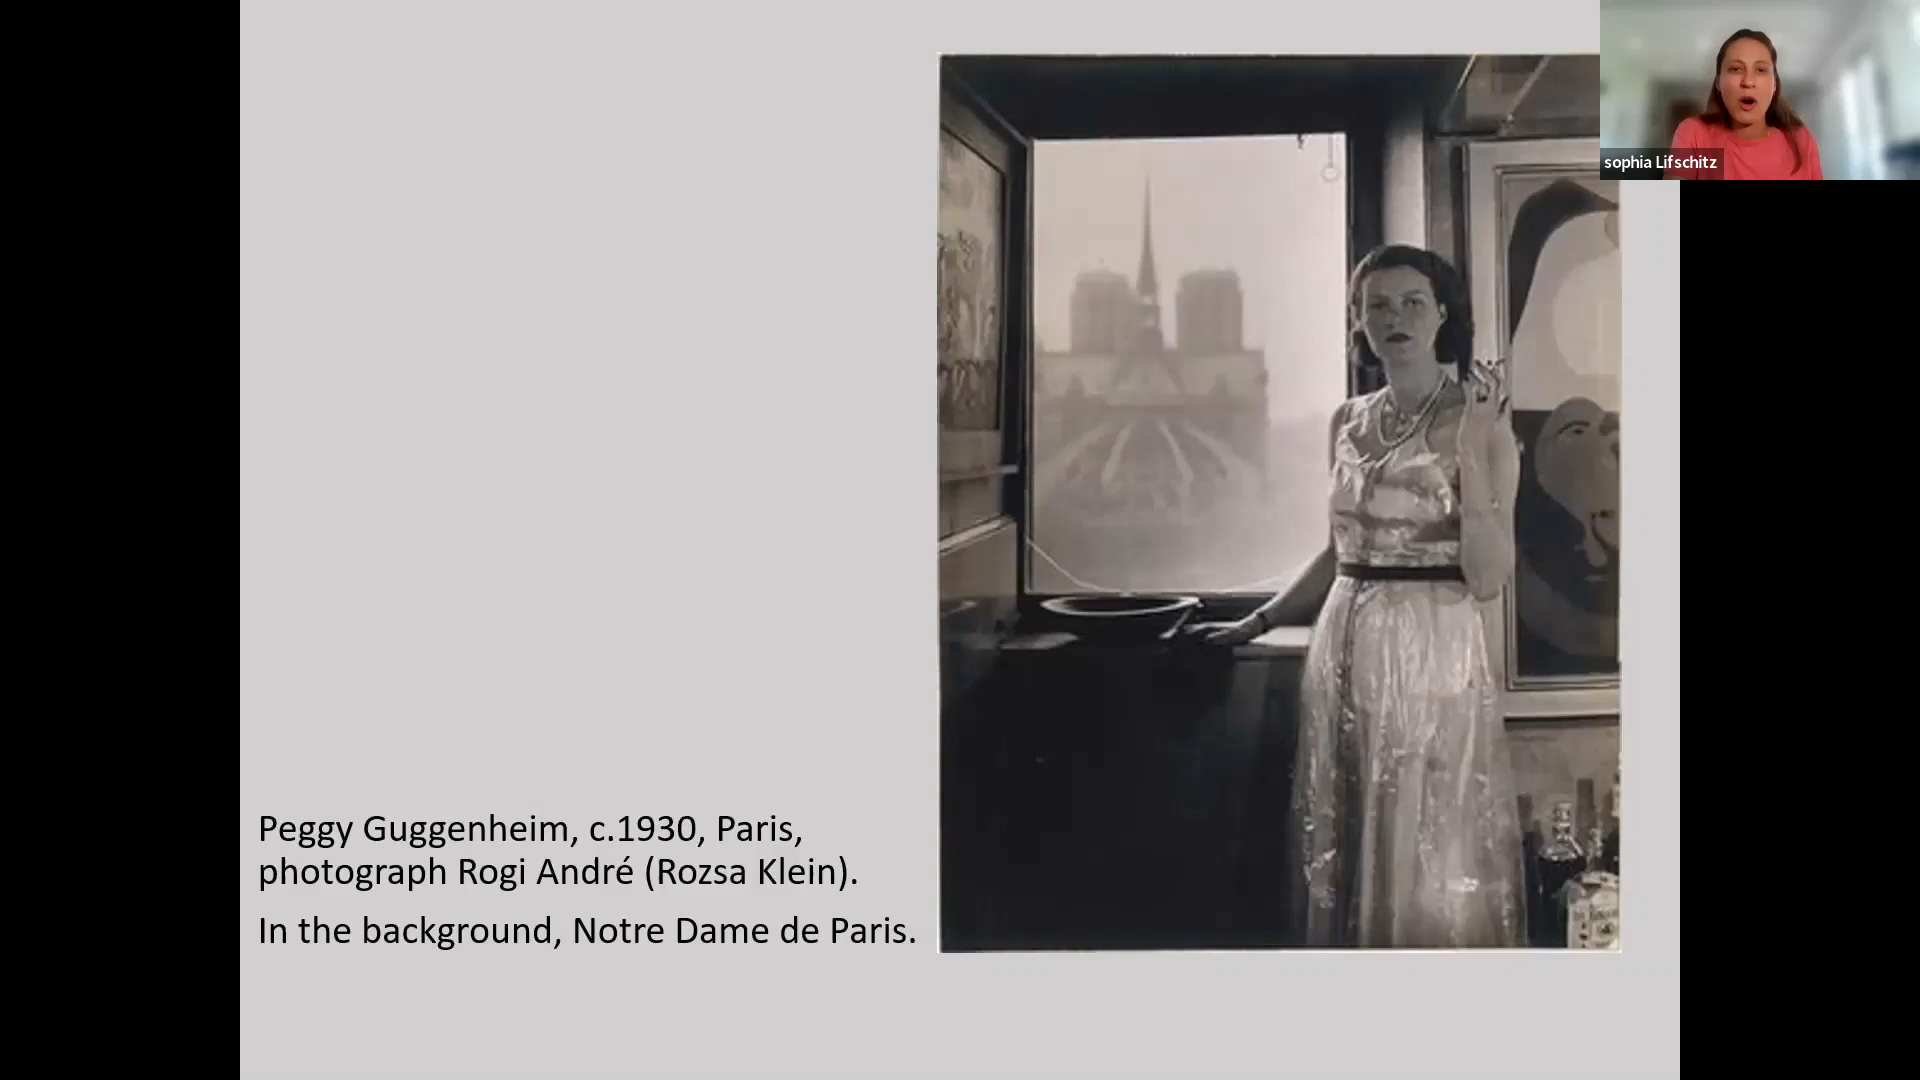 sophia Lifschitz
Peggy Guggenheim, c.1930, Paris,
photograph Rogi André (Rozsa Klein).
In the background, Notre Dame de Paris.